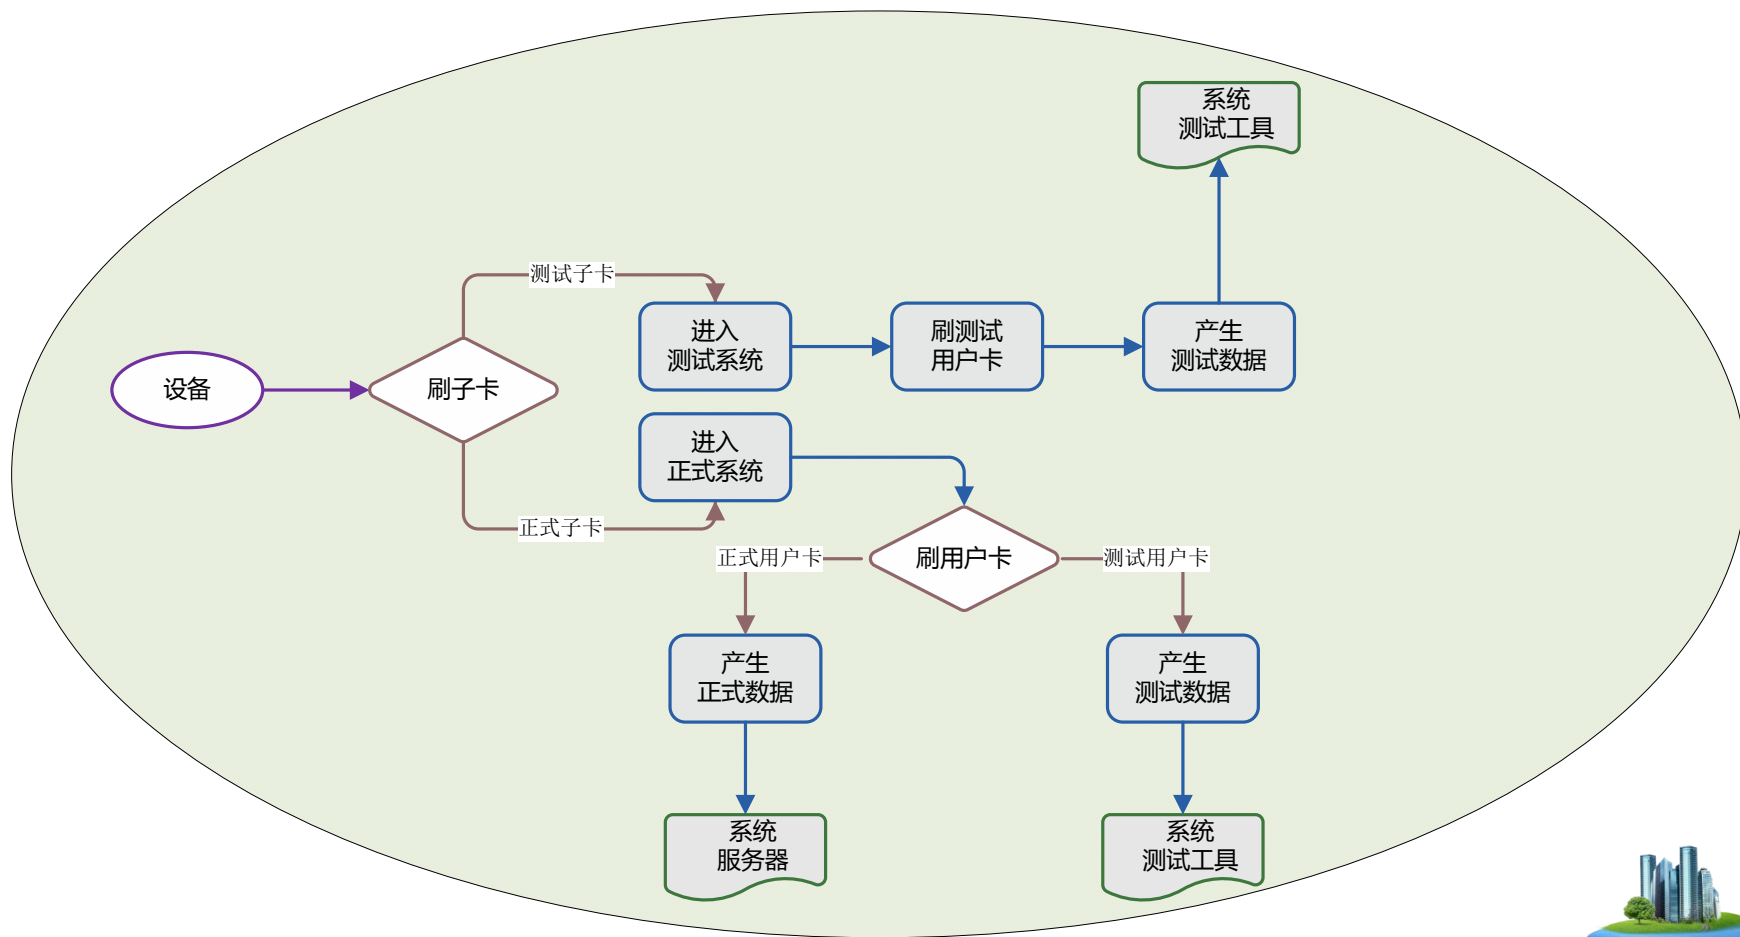 系统
测试工具
测试子卡
进入
测试系统
刷测试
用户卡
产生
测试数据
设备
刷子卡
进入
正式系统
正式子卡
正式用户卡
刷用户卡
测试用户卡
产生
正式数据
产生
测试数据
系统
服务器
系统
测试工具